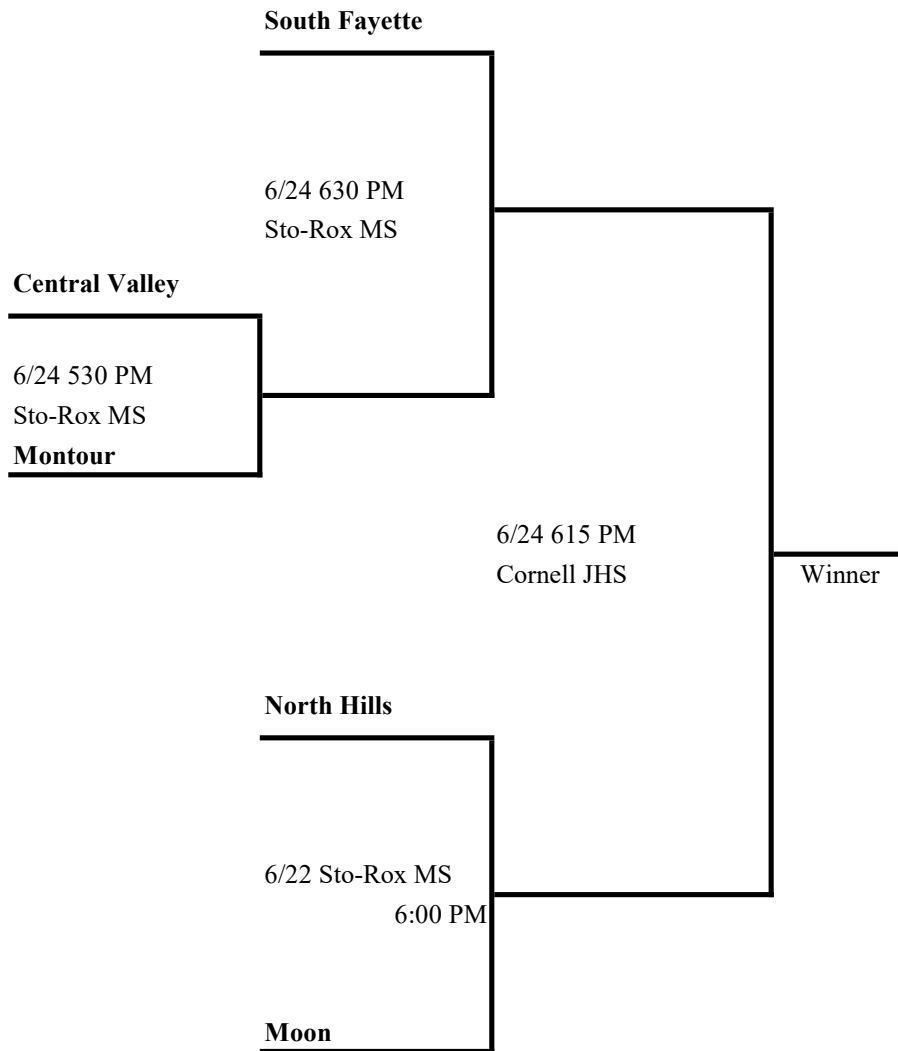 South Fayette
6/24 630 PM
Sto-Rox MS
Central Valley
6/24 530 PM
Sto-Rox MS
Montour
6/24 615 PM
Cornell JHS
Winner
North Hills
6/22 Sto-Rox MS
6:00 PM
Moon